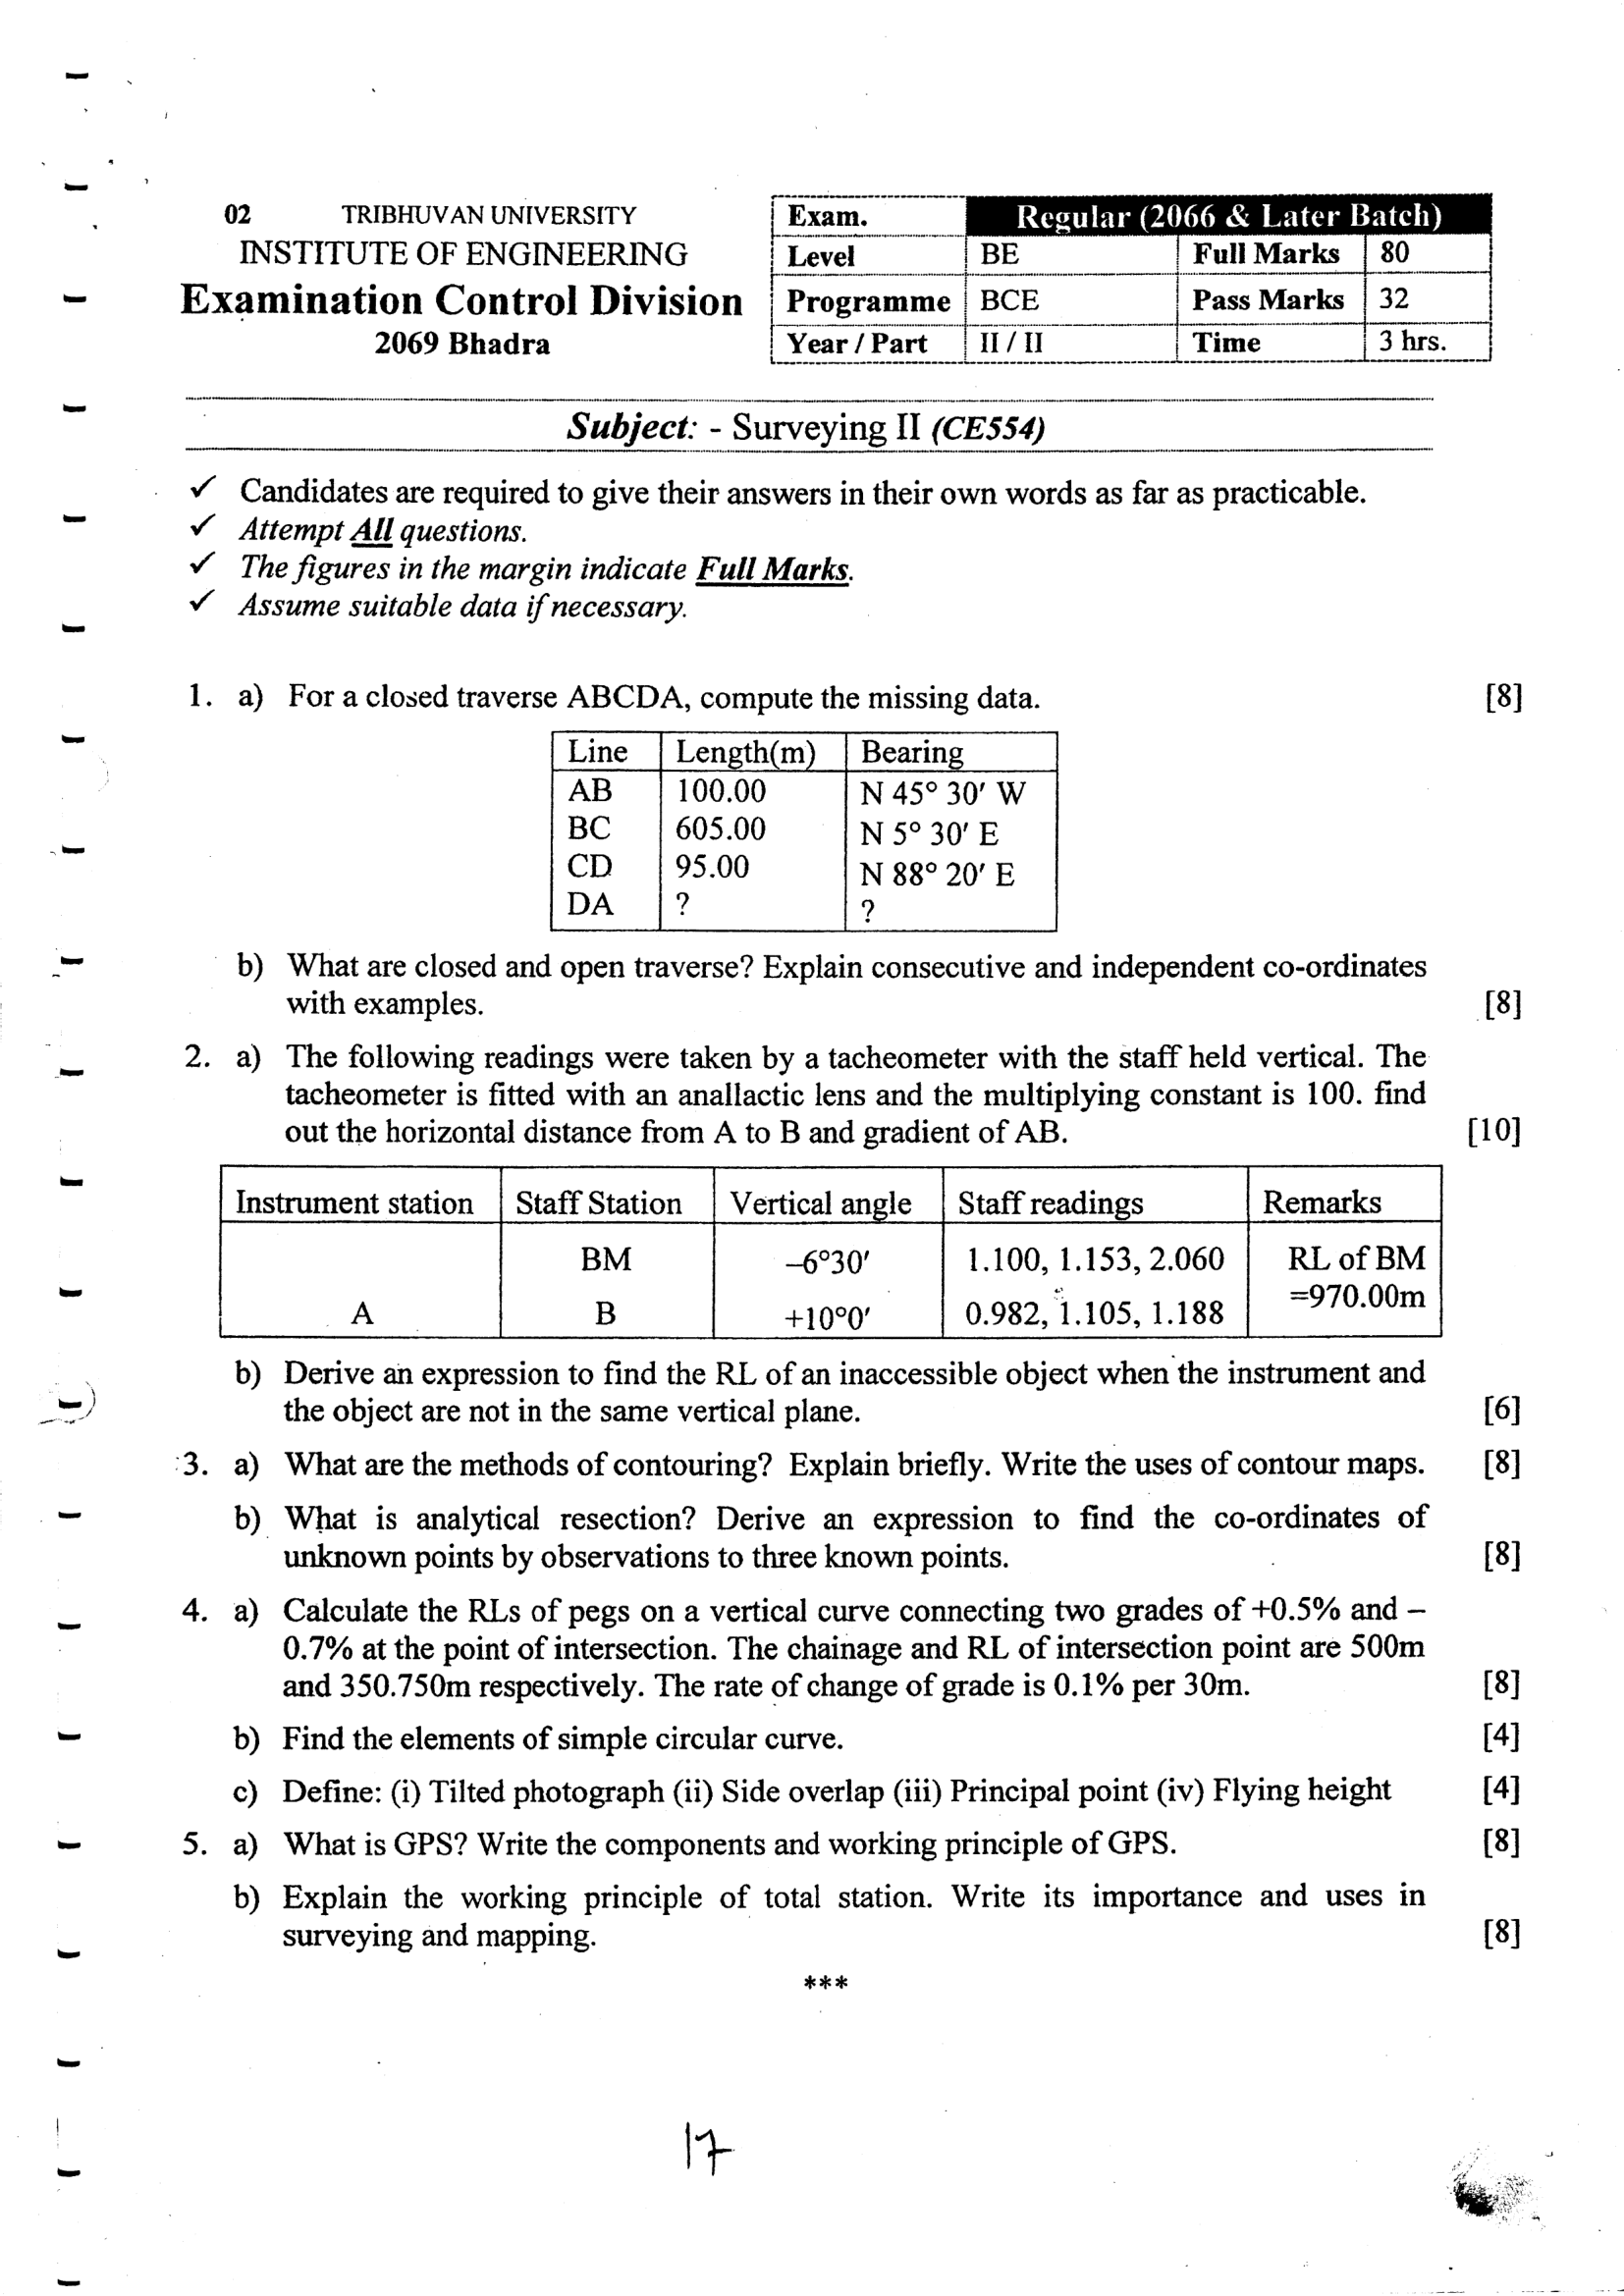 02 TRIBHUVAN UNIVERSITY
INSTITUTE OF ENGINEERING
Examination Control Division
2069 Bhadra
Exam. Regular (2066 & Later Batch)
Level BE Full Marks 80
Programme BCE Pass Marks 32
Year / Part II / II Time 3 hrs.
Subject: - Surveying II (CE554)
✓ Candidates are required to give their answers in their own words as far as practicable.
✓ Attempt All questions.
✓ The figures in the margin indicate Full Marks.
✓ Assume suitable data if necessary.
1. a) For a closed traverse ABCDA, compute the missing data. [8]
Line Length(m) Bearing
AB 100.00 N 45° 30′ W
BC 605.00 N 5° 30′ E
CD 95.00 N 88° 20′ E
DA ? ?
b) What are closed and open traverse? Explain consecutive and independent co-ordinates
with examples. [8]
2. a) The following readings were taken by a tacheometer with the staff held vertical. The
tacheometer is fitted with an anallactic lens and the multiplying constant is 100. find
out the horizontal distance from A to B and gradient of AB. [10]
Instrument station Staff Station Vertical angle Staff readings Remarks
BM –6°30′ 1.100, 1.153, 2.060 RL of BM
=970.00m
A B +10°0′ 0.982, 1.105, 1.188
b) Derive an expression to find the RL of an inaccessible object when the instrument and
the object are not in the same vertical plane. [6]
3. a) What are the methods of contouring? Explain briefly. Write the uses of contour maps. [8]
b) What is analytical resection? Derive an expression to find the co-ordinates of
unknown points by observations to three known points. [8]
4. a) Calculate the RLs of pegs on a vertical curve connecting two grades of +0.5% and –
0.7% at the point of intersection. The chainage and RL of intersection point are 500m
and 350.750m respectively. The rate of change of grade is 0.1% per 30m. [8]
b) Find the elements of simple circular curve. [4]
c) Define: (i) Tilted photograph (ii) Side overlap (iii) Principal point (iv) Flying height [4]
5. a) What is GPS? Write the components and working principle of GPS. [8]
b) Explain the working principle of total station. Write its importance and uses in
surveying and mapping. [8]
***
17